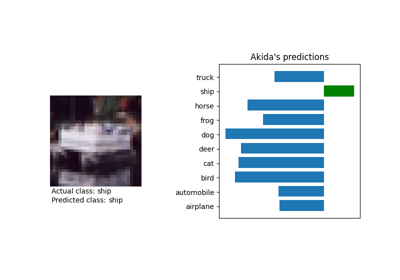 Akida's predictions
truck
ship
horse
frog
dog
deer
cat
bird
automobile
airplane
Actual class: ship
Predicted class: ship